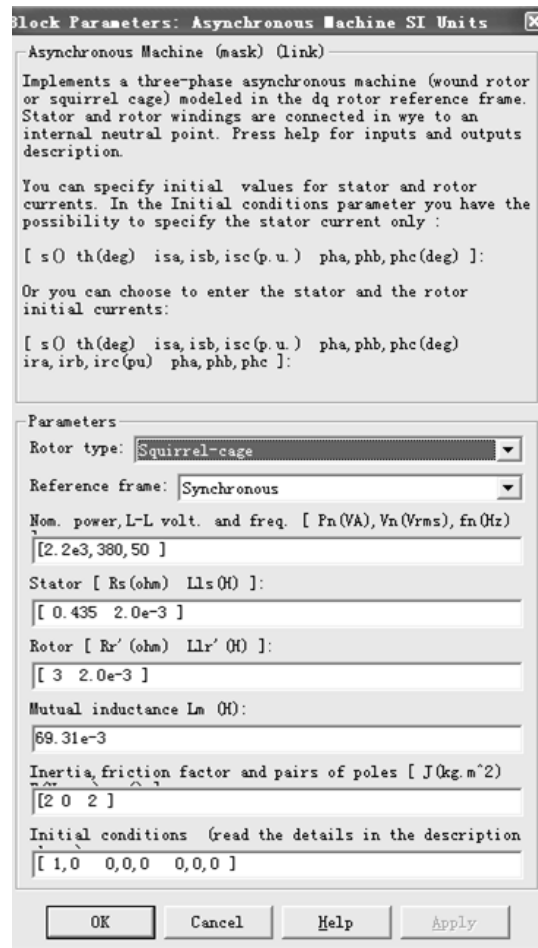 Block Parameters: Asynchronous Machine SI Units
Asynchronous Machine (mask) (link)
Implements a three-phase asynchronous machine (wound rotor
or squirrel cage) modeled in the dq rotor reference frame.
Stator and rotor windings are connected in wye to an
internal neutral point. Press help for inputs and outputs
description.
You can specify initial values for stator and rotor
currents. In the Initial conditions parameter you have the
possibility to specify the stator current only :
[ s() th(deg) isa,isb,isc(p.u.) pha,phb,phc(deg) ]:
Or you can choose to enter the stator and the rotor
initial currents:
[ s() th(deg) isa,isb,isc(p.u.) pha,phb,phc(deg)
ira,irb,irc(pu) pha,phb,phc ]:
Parameters
Rotor type: Squirrel-cage
Reference frame: Synchronous
Nom. power,L-L volt. and freq. [ Pn(VA),Vn(Vrms),fn(Hz)
[2.2e3,380,50 ]
Stator [ Rs(ohm) Lls(H) ]:
[ 0.435 2.0e-3 ]
Rotor [ Rr'(ohm) Llr'(H) ]:
[ 3 2.0e-3 ]
Mutual inductance Lm (H):
69.31e-3
Inertia,friction factor and pairs of poles [ J(kg.m^2)
[2 0 2 ]
Initial conditions (read the details in the description
[ 1,0 0,0,0 0,0,0 ]
OK Cancel Help Apply